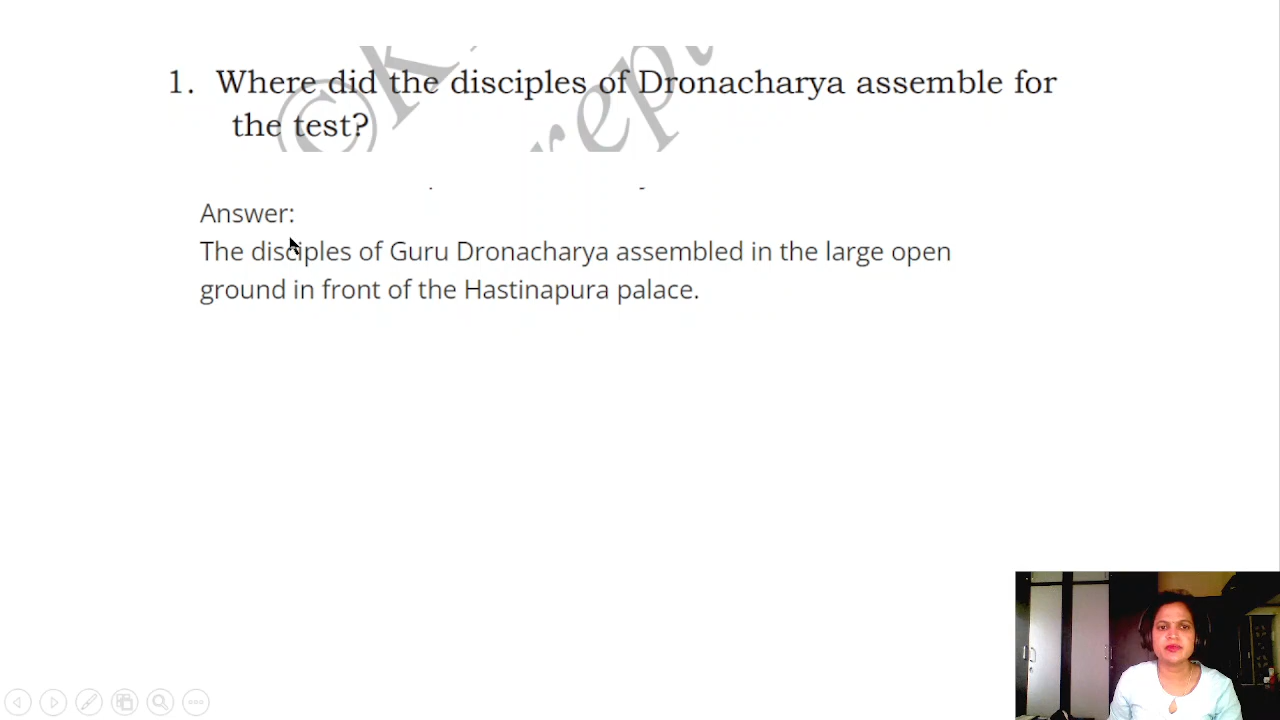 1. Where did the disciples of Dronacharya assemble for
the test?
Answer:
The disciples of Guru Dronacharya assembled in the large open
ground in front of the Hastinapura palace.